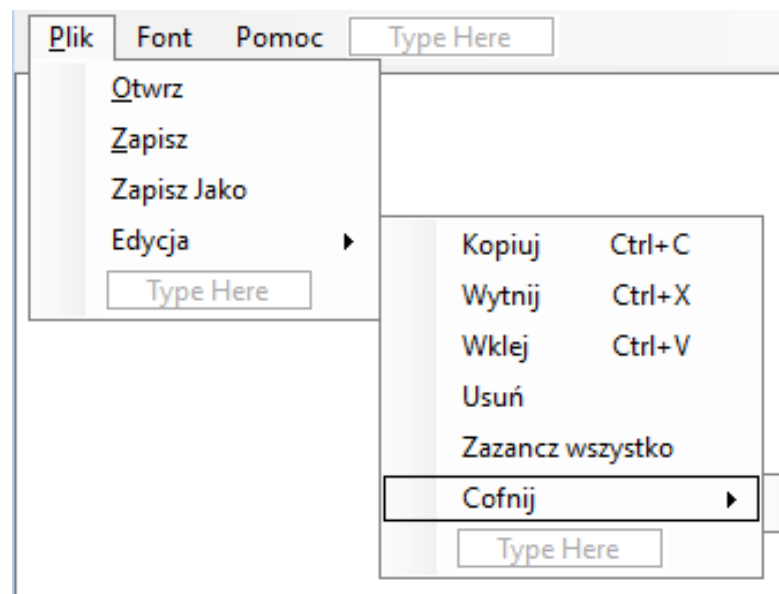 Plik Font Pomoc Type Here
Otwrz
Zapisz
Zapisz Jako
Edycja
Type Here
Kopiuj Ctrl+C
Wytnij Ctrl+X
Wklej Ctrl+V
Usuń
Zazancz wszystko
Cofnij
Type Here